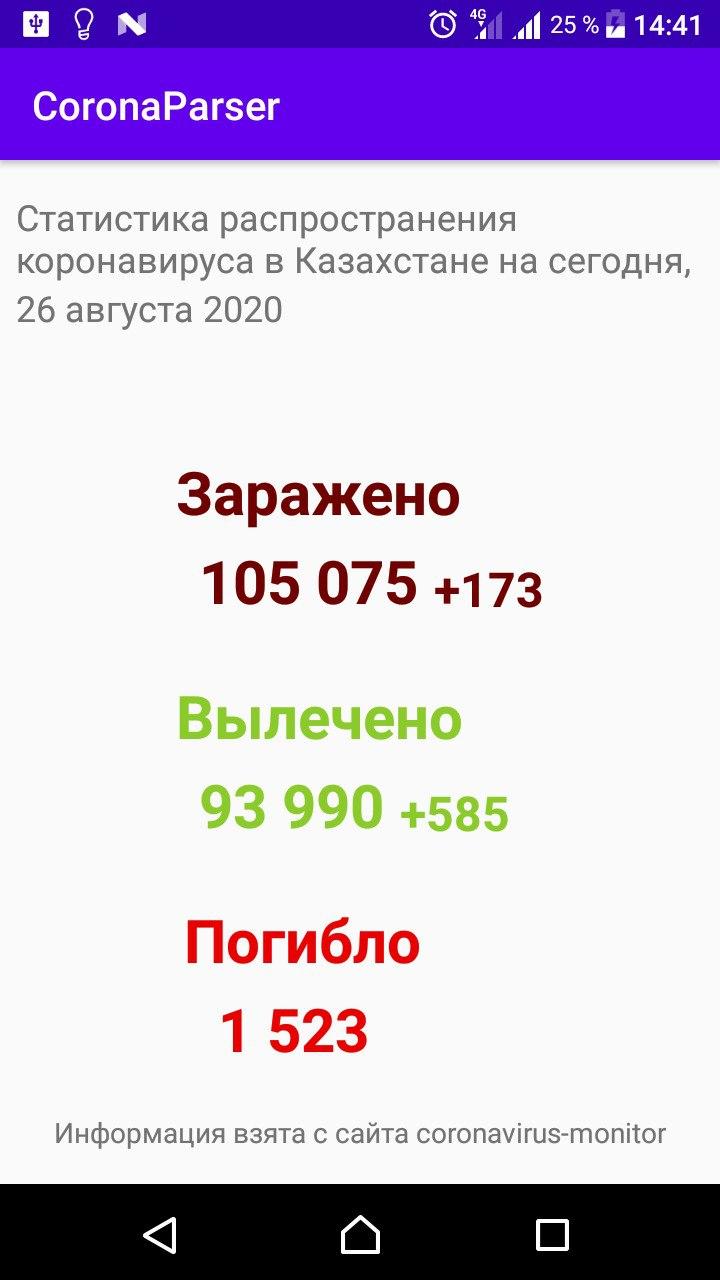 4G 25 % 14:41
CoronaParser
Статистика распространения
коронавируса в Казахстане на сегодня,
26 августа 2020
Заражено
105 075 +173
Вылечено
93 990 +585
Погибло
1 523
Информация взята с сайта coronavirus-monitor